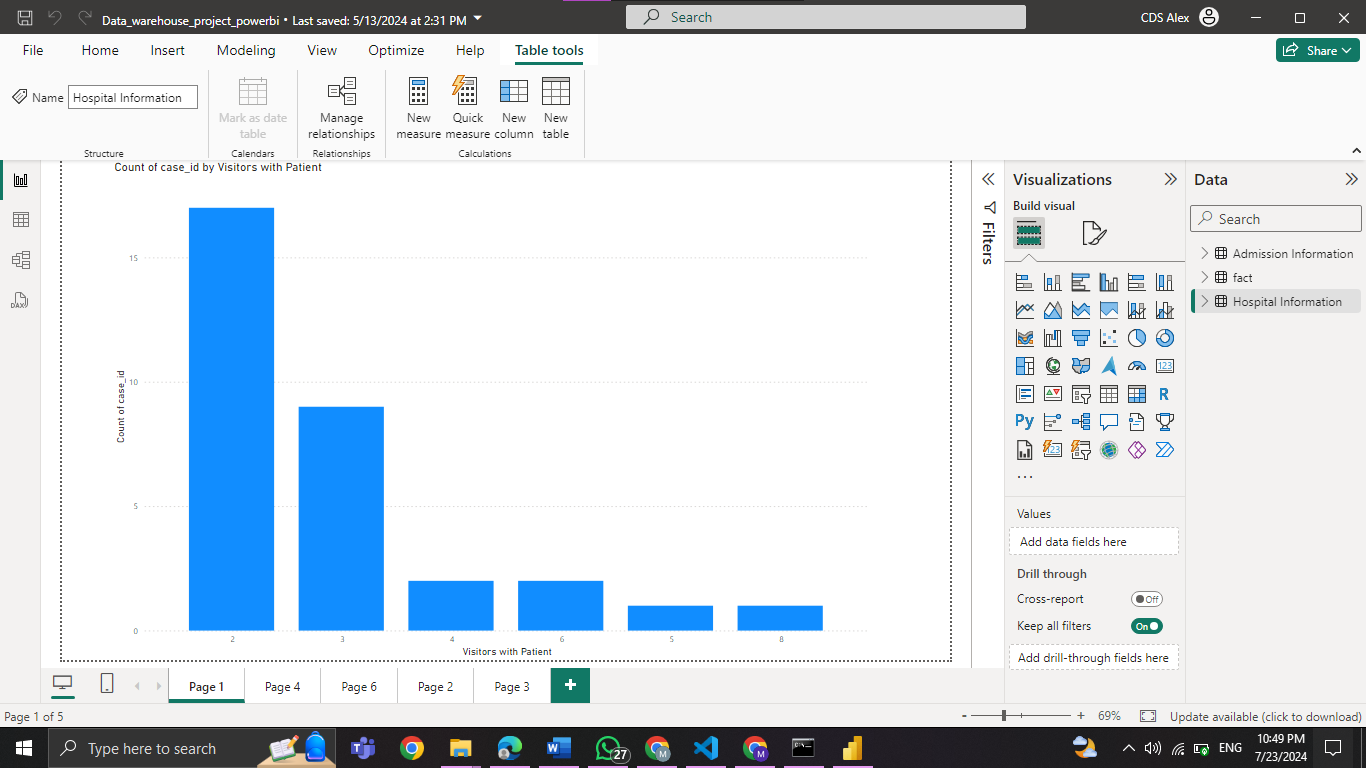 Data_warehouse_project_powerbi • Last saved: 5/13/2024 at 2:31 PM
Search
CDS Alex
File
Home
Insert
Modeling
View
Optimize
Help
Table tools
Share
Name
Hospital Information
Mark as date
table
Manage
relationships
New
measure
Quick
measure
New
column
New
table
Structure
Calendars
Relationships
Calculations
Count of case_id by Visitors with Patient
15
10
5
0
Count of case_id
2
3
4
6
5
8
Visitors with Patient
Filters
Visualizations
Build visual
123
R
Py
123
...
Values
Add data fields here
Drill through
Cross-report
Off
Keep all filters
On
Add drill-through fields here
Data
Search
Admission Information
fact
Hospital Information
DAX
Page 1
Page 4
Page 6
Page 2
Page 3
+
Page 1 of 5
- + 69%
Update available (click to download)
Type here to search
27
M
M
ENG
10:49 PM
7/23/2024